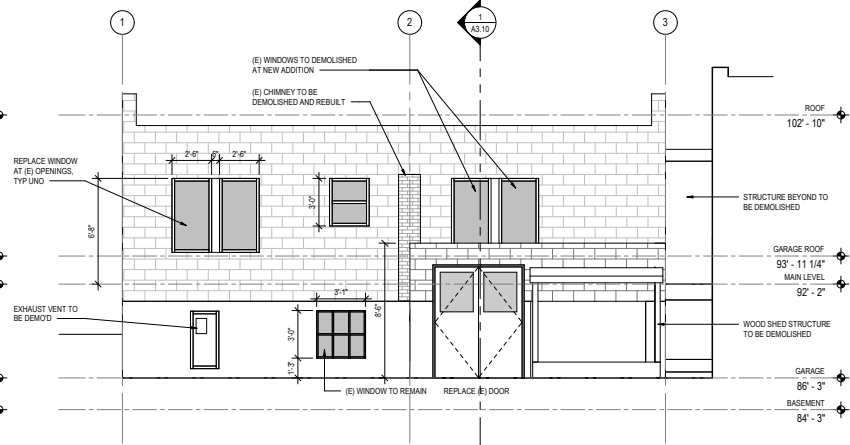 1
2
1
A3.10
3
(E) WINDOWS TO DEMOLISHED
AT NEW ADDITION
(E) CHIMNEY TO BE
DEMOLISHED AND REBUILT
ROOF
102' - 10"
2'-6"
6"
2'-6"
REPLACE WINDOW
AT (E) OPENINGS,
TYP UNO
3'-0"
6'-8"
STRUCTURE BEYOND TO
BE DEMOLISHED
GARAGE ROOF
93' - 11 1/4"
MAIN LEVEL
92' - 2"
3'-1"
8'-6"
EXHAUST VENT TO
BE DEMO'D
3'-0"
WOOD SHED STRUCTURE
TO BE DEMOLISHED
1'-3"
GARAGE
86' - 3"
(E) WINDOW TO REMAIN
REPLACE (E) DOOR
BASEMENT
84' - 3"